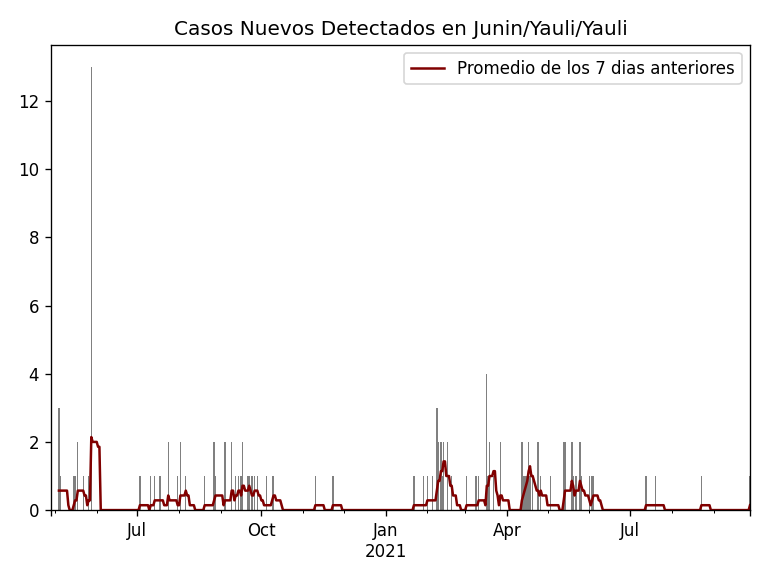 Casos Nuevos Detectados en Junin/Yauli/Yauli
Promedio de los 7 dias anteriores
12
10
8
6
4
2
0
Jul
Oct
Jan
2021
Apr
Jul